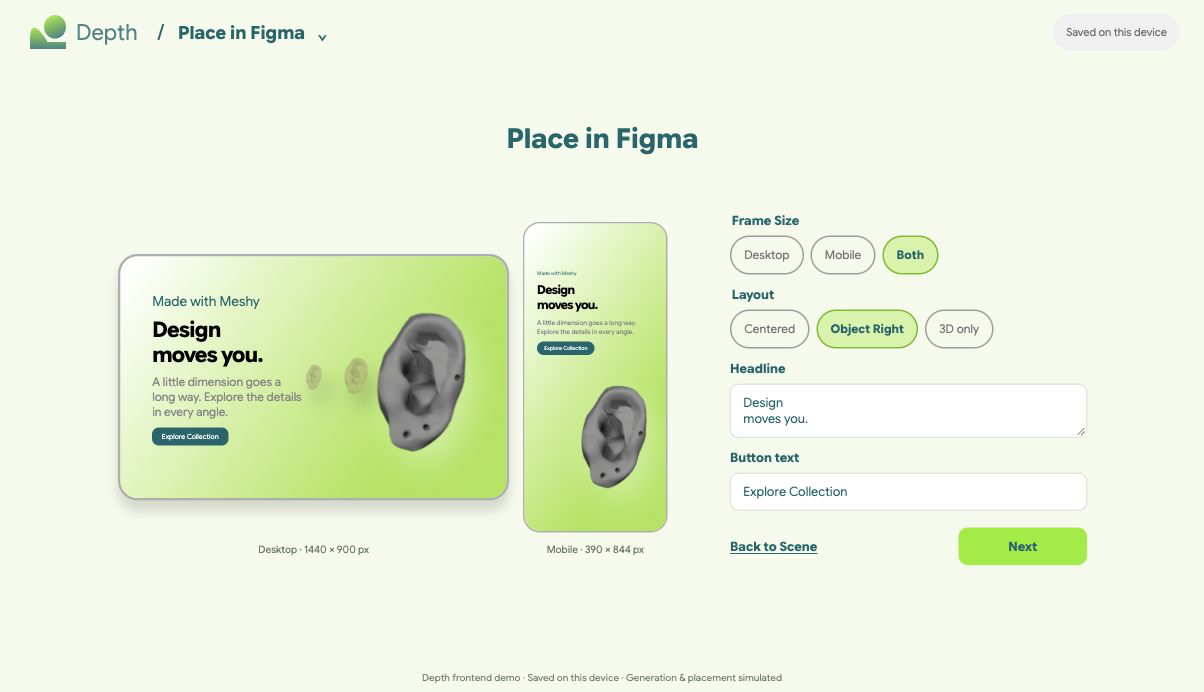 Depth / Place in Figma
Saved on this device
Place in Figma
Made with Meshy
Design
moves you.
A little dimension goes a
long way. Explore the details
in every angle.
Explore Collection
Desktop · 1440 × 900 px
Made with Meshy
Design
moves you.
A little dimension goes a long way.
Explore the details in every angle.
Explore Collection
Mobile · 390 × 844 px
Frame Size
Desktop Mobile Both
Layout
Centered Object Right 3D only
Headline
Design
moves you.
Button text
Explore Collection
Back to Scene Next
Depth frontend demo · Saved on this device · Generation & placement simulated